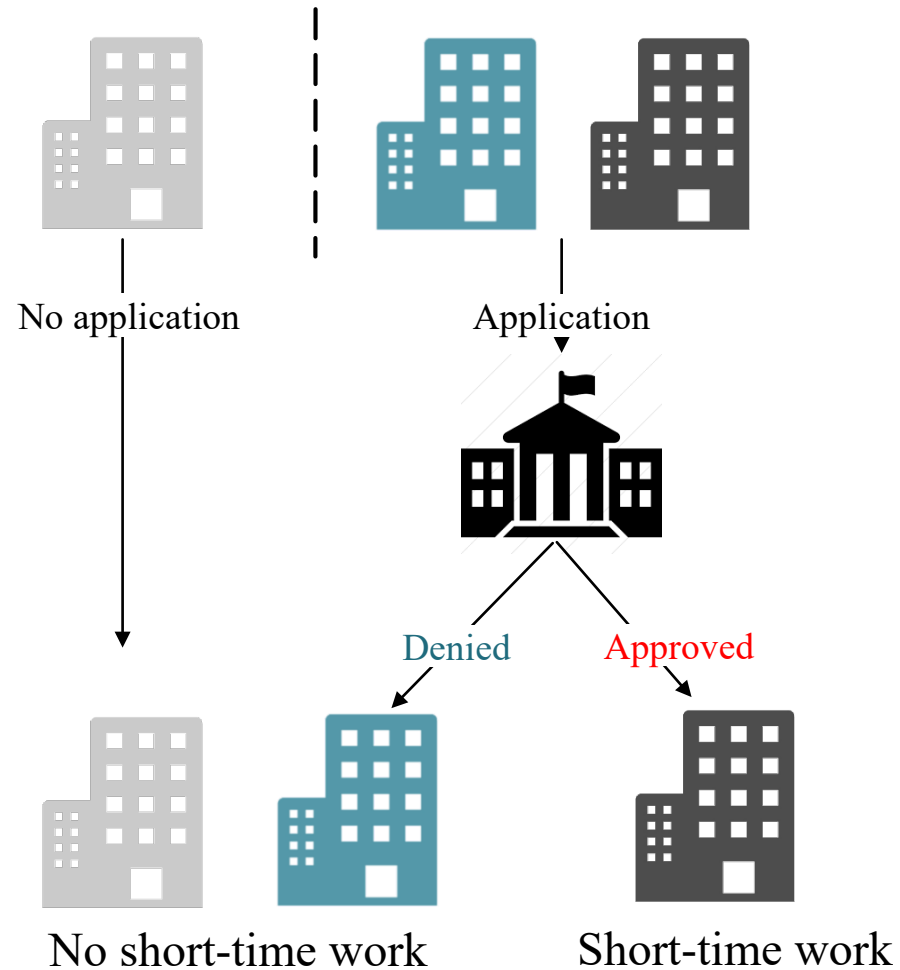 No application
Application
Denied
Approved
No short-time work
Short-time work